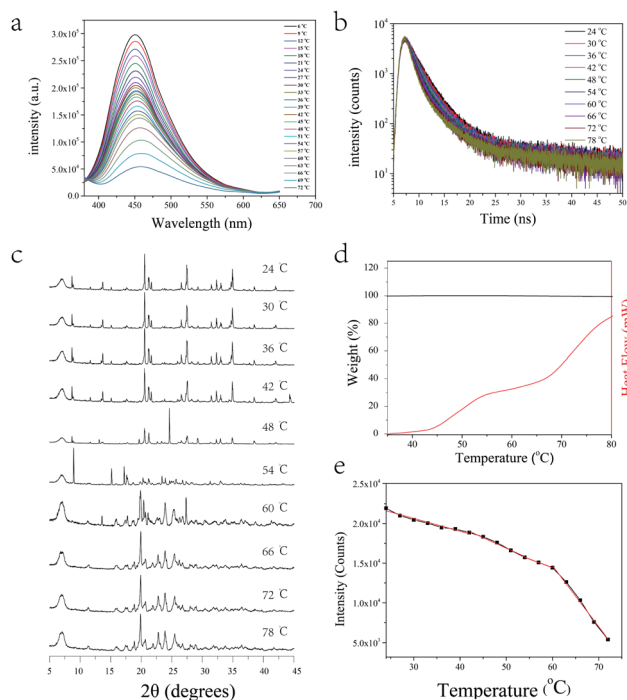 a
intensity (a.u.)
3.0x10⁵
2.5x10⁵
2.0x10⁵
1.5x10⁵
1.0x10⁵
5.0x10⁴
0.0
400 450 500 550 600 650 700
Wavelength (nm)
6 °C
9 °C
12 °C
15 °C
18 °C
21 °C
24 °C
27 °C
30 °C
33 °C
36 °C
39 °C
42 °C
45 °C
48 °C
51 °C
54 °C
57 °C
60 °C
63 °C
66 °C
69 °C
72 °C
b
intensity (counts)
10⁴
10³
10²
10¹
5 10 15 20 25 30 35 40 45 50
Time (ns)
24 °C
30 °C
36 °C
42 °C
48 °C
54 °C
60 °C
66 °C
72 °C
78 °C
c
24 °C
30 °C
36 °C
42 °C
48 °C
54 °C
60 °C
66 °C
72 °C
78 °C
5 10 15 20 25 30 35 40 45
2θ (degrees)
d
Weight (%)
120
100
80
60
40
20
0
40 50 60 70 80
Temperature (°C)
Heat Flow (mW)
e
Intensity (Counts)
2.5x10⁴
2.0x10⁴
1.5x10⁴
1.0x10⁴
5.0x10³
30 40 50 60 70
Temperature (°C)